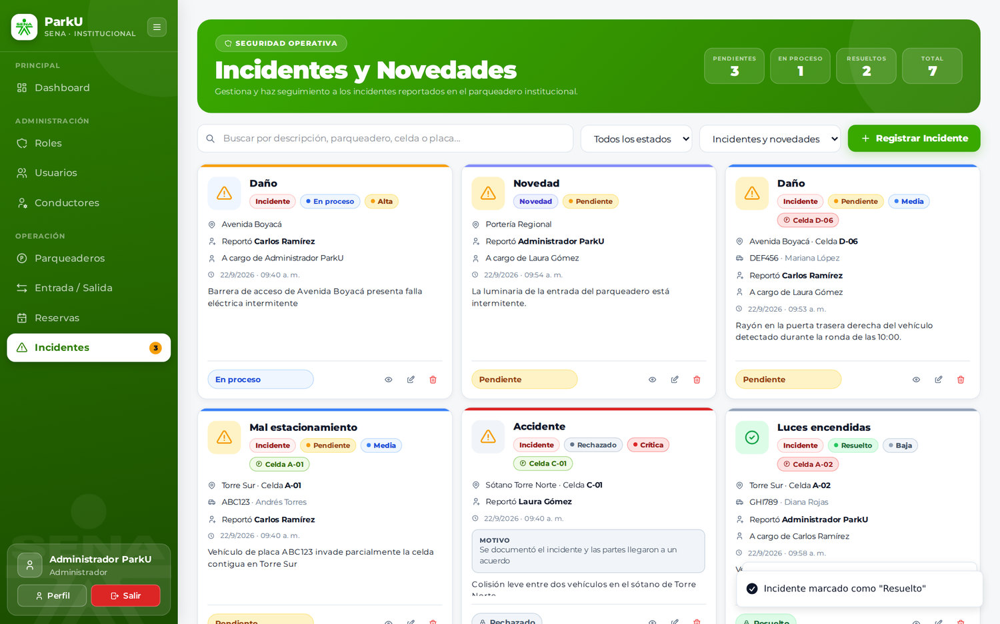 SENA
ParkU
SENA · INSTITUCIONAL
PRINCIPAL
Dashboard
ADMINISTRACIÓN
Roles
Usuarios
Conductores
OPERACIÓN
Parqueaderos
Entrada / Salida
Reservas
Incidentes
3
SENA
Administrador ParkU
Administrador
Perfil
Salir
SEGURIDAD OPERATIVA
Incidentes y Novedades
Gestiona y haz seguimiento a los incidentes reportados en el parqueadero institucional.
PENDIENTES
3
EN PROCESO
1
RESUELTOS
2
TOTAL
7
Buscar por descripción, parqueadero, celda o placa...
Todos los estados
Incidentes y novedades
Registrar Incidente
Daño
Incidente
En proceso
Alta
Avenida Boyacá
Reportó Carlos Ramírez
A cargo de Administrador ParkU
22/9/2026 · 09:40 a. m.
Barrera de acceso de Avenida Boyacá presenta falla
eléctrica intermitente
En proceso
Novedad
Novedad
Pendiente
Portería Regional
Reportó Administrador ParkU
A cargo de Laura Gómez
22/9/2026 · 09:54 a. m.
La luminaria de la entrada del parqueadero está
intermitente.
Pendiente
Daño
Incidente
Pendiente
Media
Celda D-06
Avenida Boyacá · Celda D-06
DEF456 · Mariana López
Reportó Carlos Ramírez
A cargo de Laura Gómez
22/9/2026 · 09:53 a. m.
Rayón en la puerta trasera derecha del vehículo
detectado durante la ronda de las 10:00.
Pendiente
Mal estacionamiento
Incidente
Pendiente
Media
Celda A-01
Torre Sur · Celda A-01
ABC123 · Andrés Torres
Reportó Carlos Ramírez
22/9/2026 · 09:40 a. m.
Vehículo de placa ABC123 invade parcialmente la celda
contigua en Torre Sur
Pendiente
Accidente
Incidente
Rechazado
Crítica
Celda C-01
Sótano Torre Norte · Celda C-01
Reportó Laura Gómez
22/9/2026 · 09:40 a. m.
MOTIVO
Se documentó el incidente y las partes llegaron a un
acuerdo
Colisión leve entre dos vehículos en el sótano de Torre
Norte
Rechazado
Luces encendidas
Incidente
Resuelto
Baja
Celda A-02
Torre Sur · Celda A-02
GHI789 · Diana Rojas
Reportó Administrador ParkU
A cargo de Carlos Ramírez
22/9/2026 · 09:58 a. m.
Incidente marcado como "Resuelto"
Resuelto